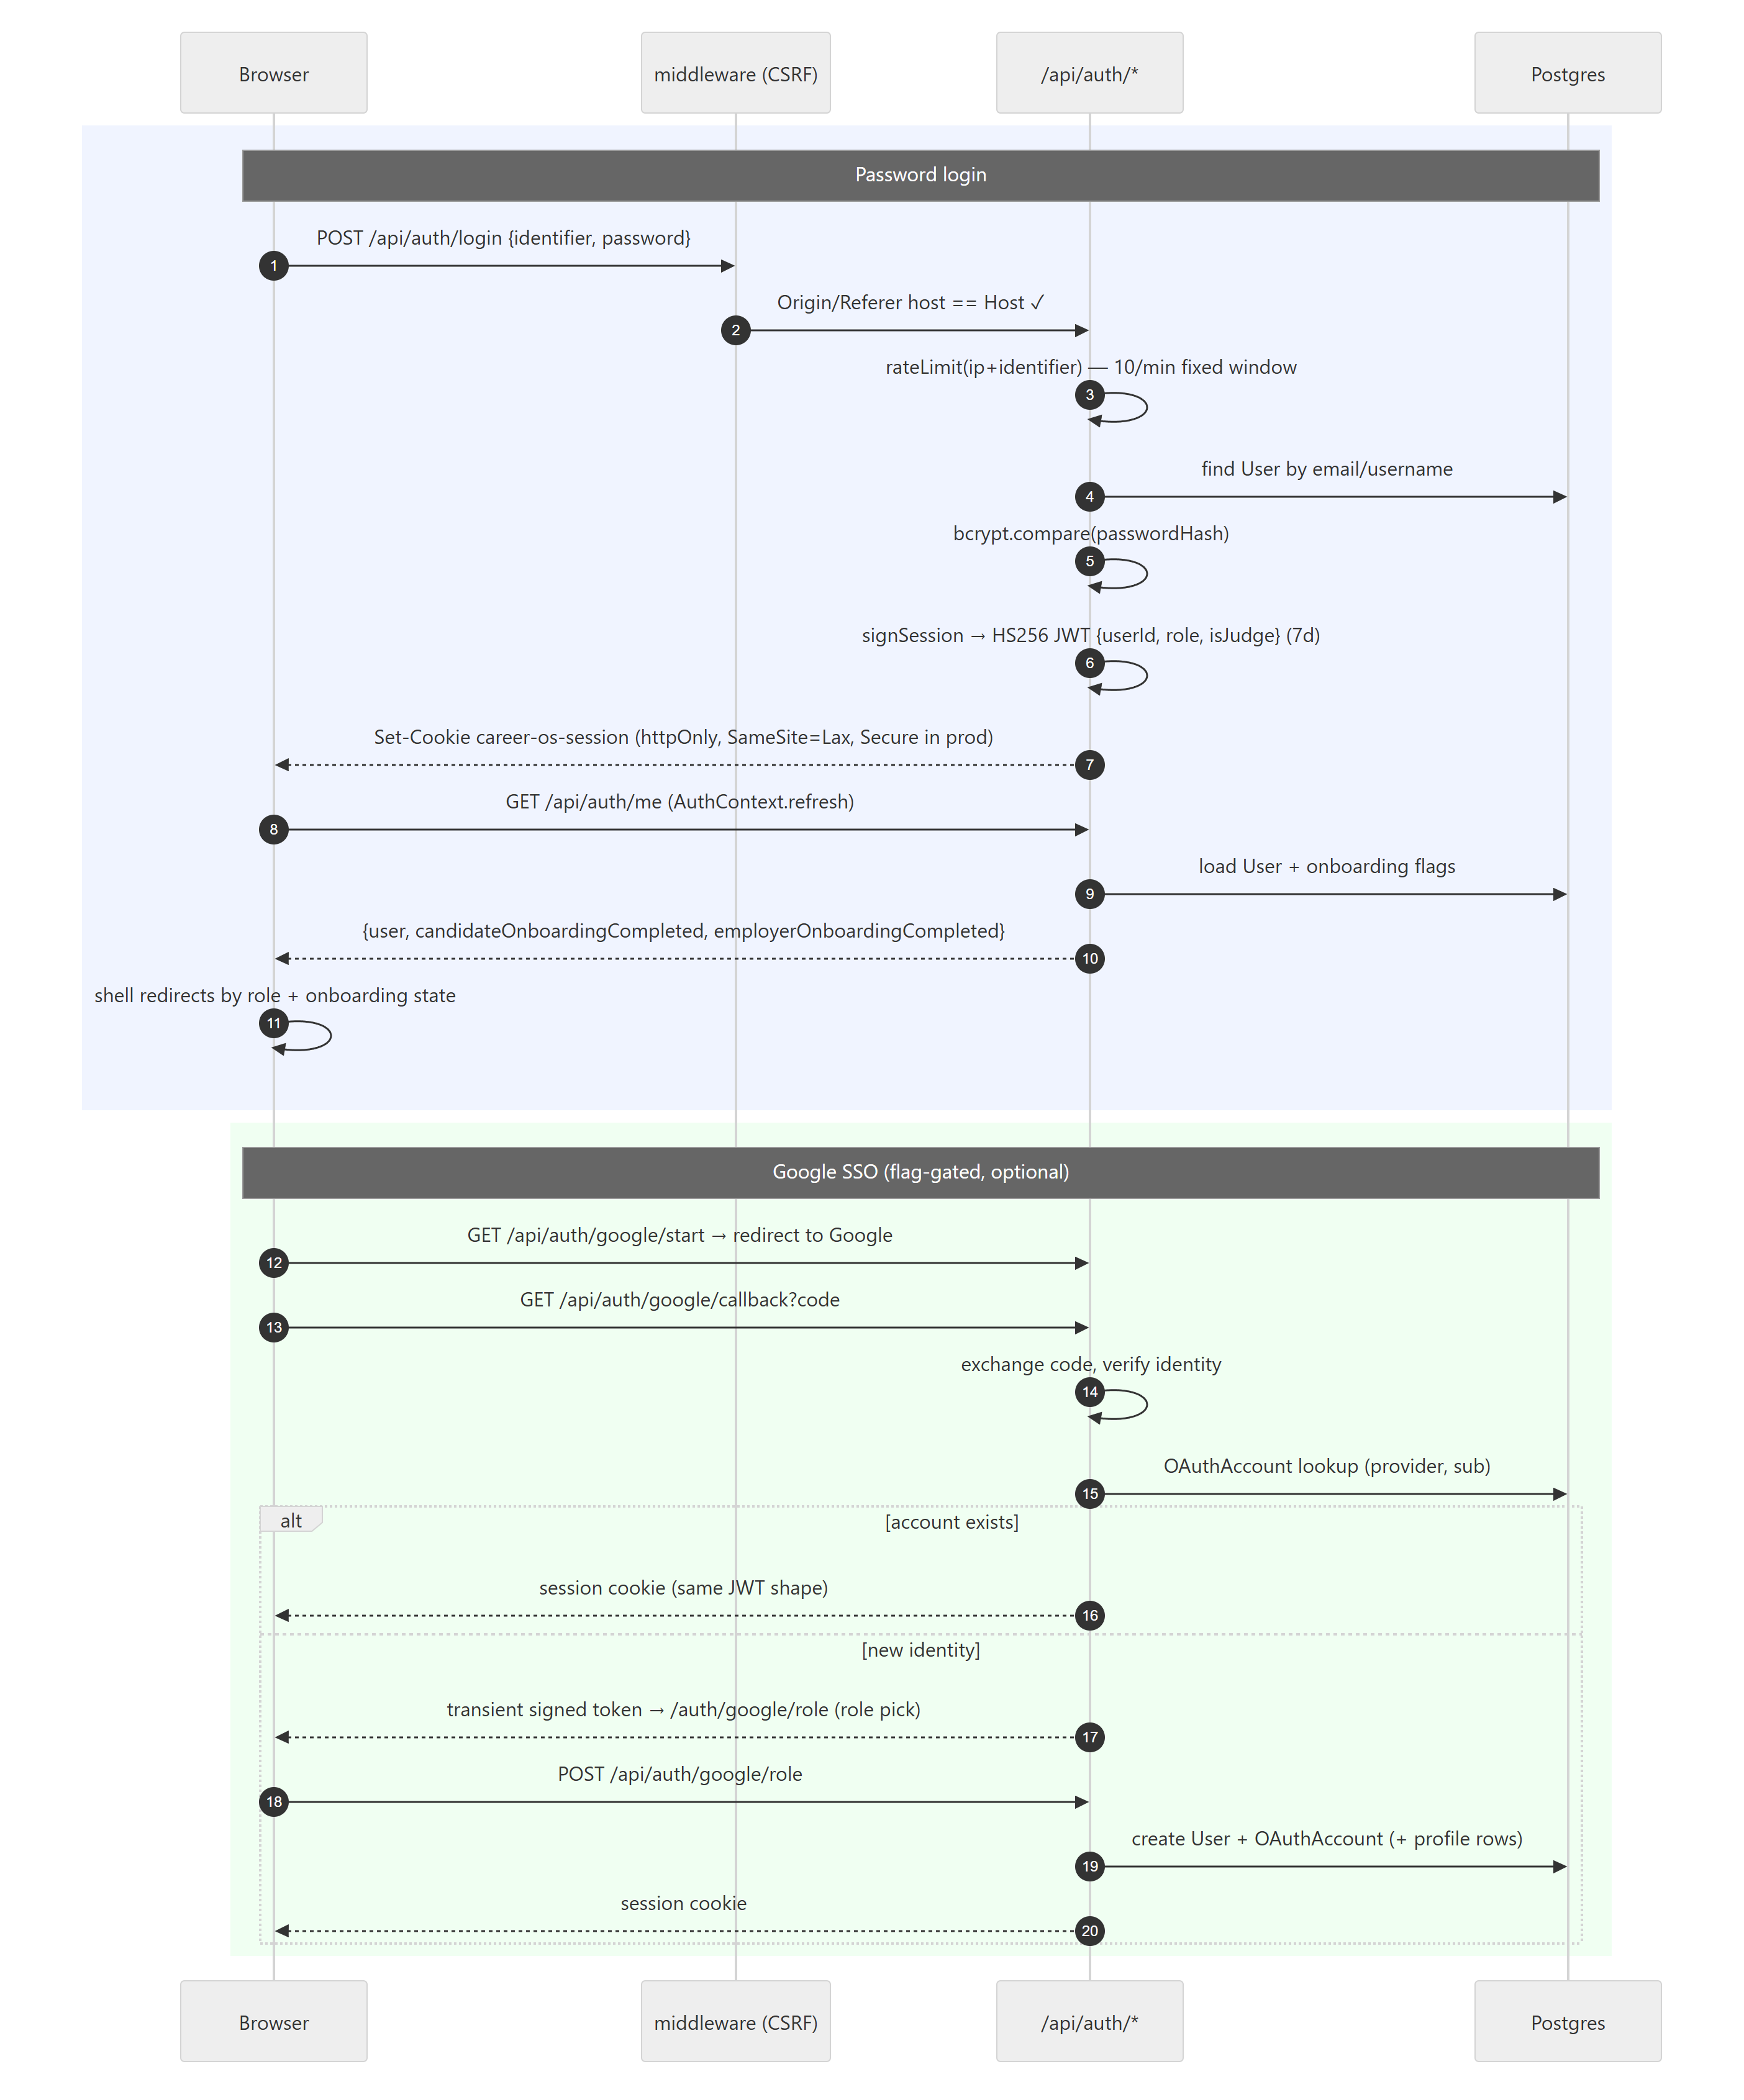 Browser
middleware (CSRF)
/api/auth/*
Postgres
Password login
POST /api/auth/login {identifier, password}
1
Origin/Referer host == Host ✓
2
rateLimit(ip+identifier) — 10/min fixed window
3
find User by email/username
4
bcrypt.compare(passwordHash)
5
signSession → HS256 JWT {userId, role, isJudge} (7d)
6
Set-Cookie career-os-session (httpOnly, SameSite=Lax, Secure in prod)
7
GET /api/auth/me (AuthContext.refresh)
8
load User + onboarding flags
9
{user, candidateOnboardingCompleted, employerOnboardingCompleted}
10
shell redirects by role + onboarding state
11
Google SSO (flag-gated, optional)
GET /api/auth/google/start → redirect to Google
12
GET /api/auth/google/callback?code
13
exchange code, verify identity
14
OAuthAccount lookup (provider, sub)
15
alt
[account exists]
session cookie (same JWT shape)
16
[new identity]
transient signed token → /auth/google/role (role pick)
17
POST /api/auth/google/role
18
create User + OAuthAccount (+ profile rows)
19
session cookie
20
Browser
middleware (CSRF)
/api/auth/*
Postgres